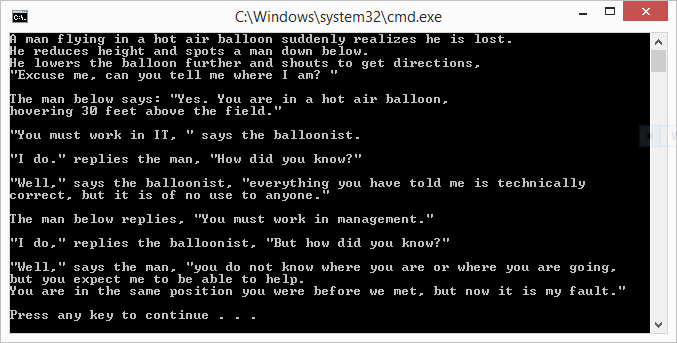 C:\Windows\system32\cmd.exe
A man flying in a hot air balloon suddenly realizes he is lost.
He reduces height and spots a man down below.
He lowers the balloon further and shouts to get directions,
"Excuse me, can you tell me where I am? "
The man below says: "Yes. You are in a hot air balloon,
hovering 30 feet above the field."
"You must work in IT, " says the balloonist.
"I do." replies the man, "How did you know?"
"Well," says the balloonist, "everything you have told me is technically
correct, but it is of no use to anyone."
The man below replies, "You must work in management."
"I do," replies the balloonist, "But how did you know?"
"Well," says the man, "you do not know where you are or where you are going,
but you expect me to be able to help.
You are in the same position you were before we met, but now it is my fault."
Press any key to continue . . .